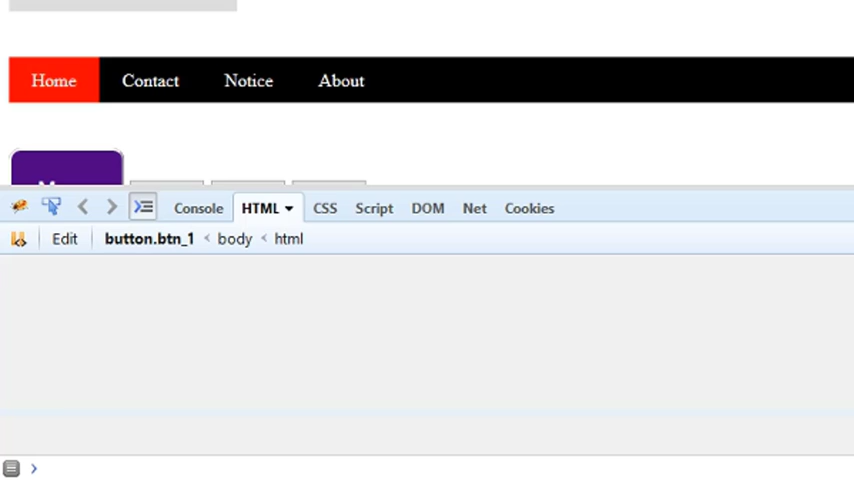 Home Contact Notice About
Console HTML CSS Script DOM Net Cookies
Edit button.btn_1 < body < html